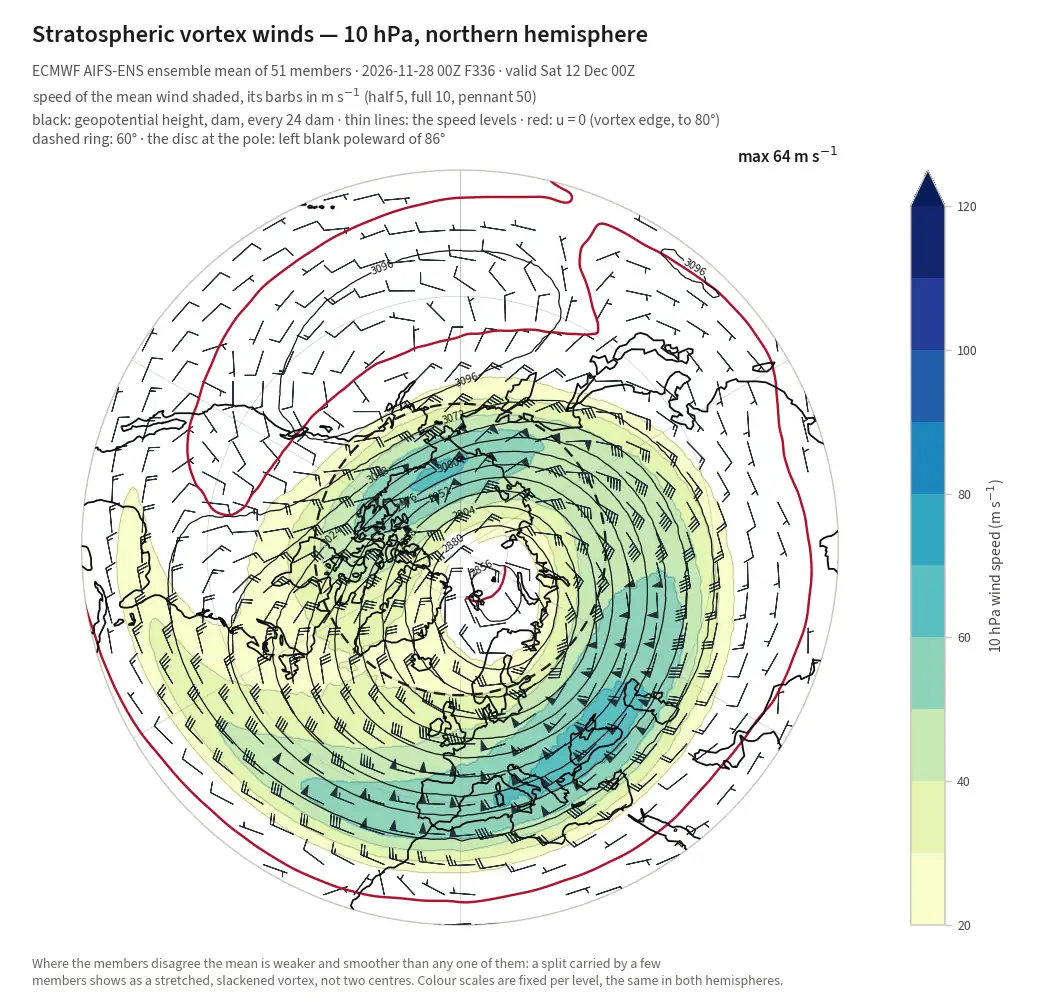 Stratospheric vortex winds — 10 hPa, northern hemisphere
ECMWF AIFS-ENS ensemble mean of 51 members · 2026-11-28 00Z F336 · valid Sat 12 Dec 00Z
speed of the mean wind shaded, its barbs in m s⁻¹ (half 5, full 10, pennant 50)
black: geopotential height, dam, every 24 dam · thin lines: the speed levels · red: u = 0 (vortex edge, to 80°)
dashed ring: 60° · the disc at the pole: left blank poleward of 86°
max 64 m s⁻¹
120
100
80
60
40
20
10 hPa wind speed (m s⁻¹)
3096
3096
3096
2904
2880
2856
Where the members disagree the mean is weaker and smoother than any one of them: a split carried by a few
members shows as a stretched, slackened vortex, not two centres. Colour scales are fixed per level, the same in both hemispheres.